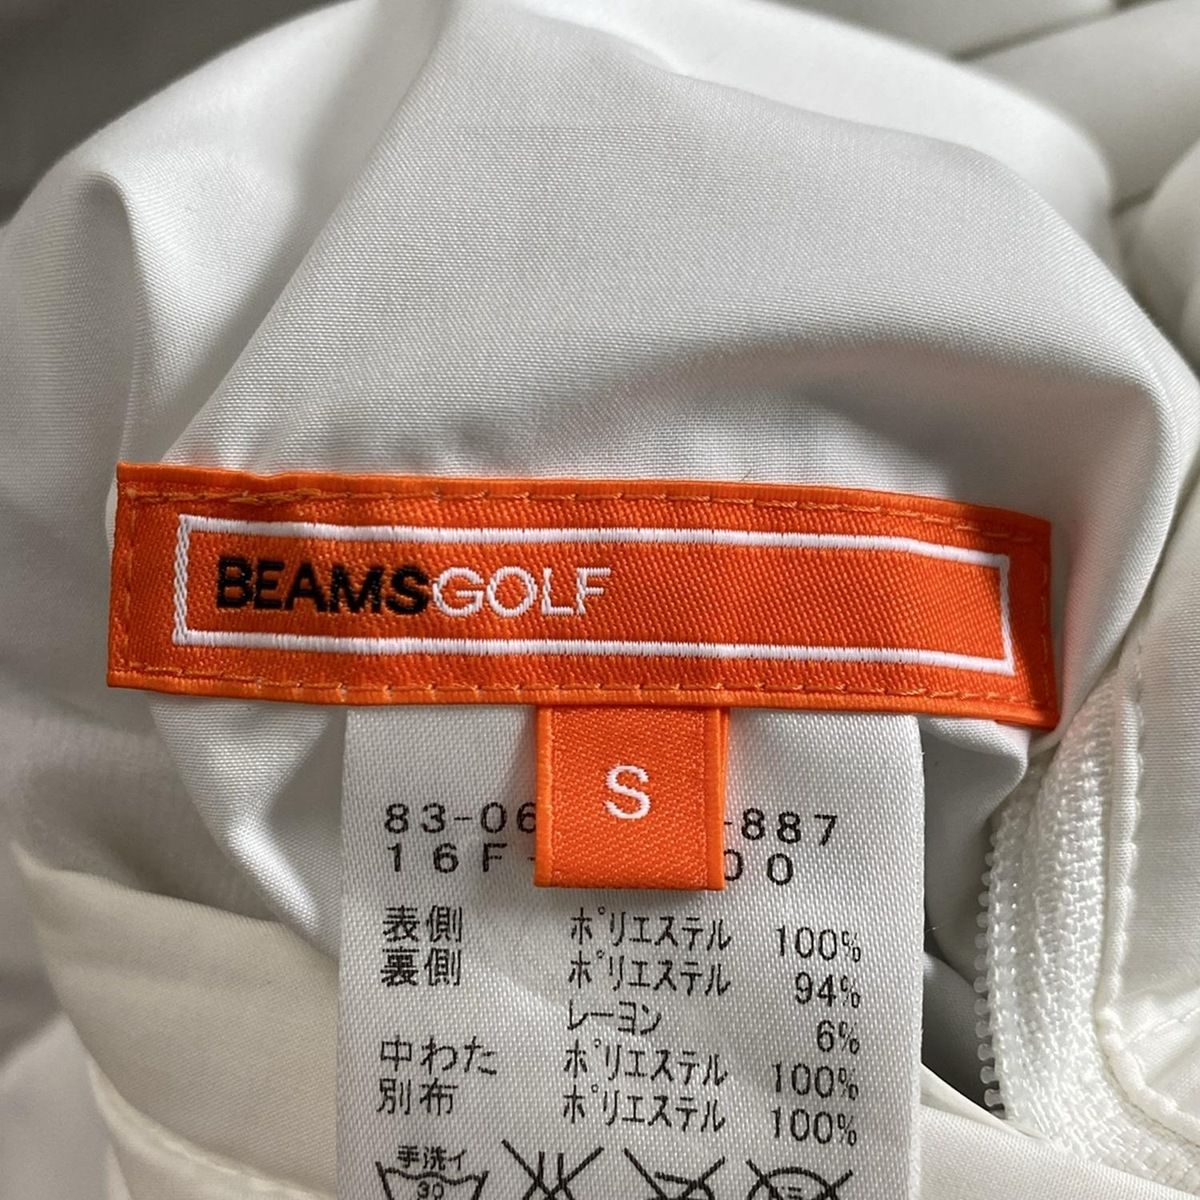 BEAMSGOLF
S
83-06 -887
16F 00
表側 ポリエステル 100%
裏側 ポリエステル 94%
レーヨン 6%
中わた ポリエステル 100%
別布 ポリエステル 100%
手洗イ
30